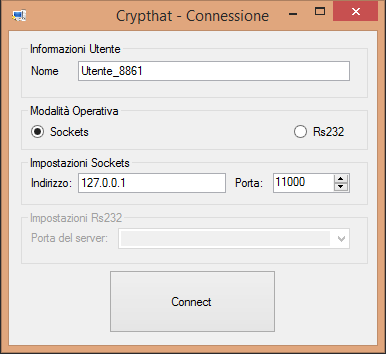 Crypthat - Connessione
Informazioni Utente
Nome Utente_8861
Modalità Operativa
Sockets Rs232
Impostazioni Sockets
Indirizzo: 127.0.0.1 Porta: 11000
Impostazioni Rs232
Porta del server:
Connect